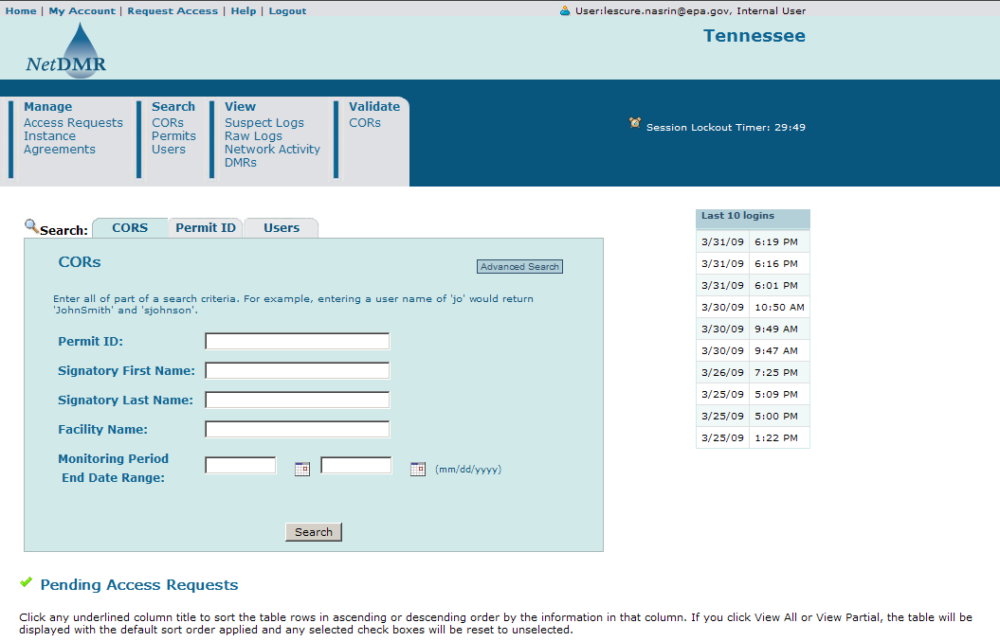 Home | My Account | Request Access | Help | Logout
User:lescure.nasrin@epa.gov, Internal User
NetDMR
Tennessee
Manage
Access Requests
Instance
Agreements
Search
CORs
Permits
Users
View
Suspect Logs
Raw Logs
Network Activity
DMRs
Validate
CORs
Session Lockout Timer: 29:49
Search:
CORS
Permit ID
Users
CORs
Advanced Search
Enter all of part of a search criteria. For example, entering a user name of 'jo' would return
'JohnSmith' and 'sjohnson'.
Permit ID:
Signatory First Name:
Signatory Last Name:
Facility Name:
Monitoring Period
End Date Range:
(mm/dd/yyyy)
Search
Last 10 logins
3/31/09 6:19 PM
3/31/09 6:16 PM
3/31/09 6:01 PM
3/30/09 10:50 AM
3/30/09 9:49 AM
3/30/09 9:47 AM
3/26/09 7:25 PM
3/25/09 5:09 PM
3/25/09 5:00 PM
3/25/09 1:22 PM
Pending Access Requests
Click any underlined column title to sort the table rows in ascending or descending order by the information in that column. If you click View All or View Partial, the table will be
displayed with the default sort order applied and any selected check boxes will be reset to unselected.